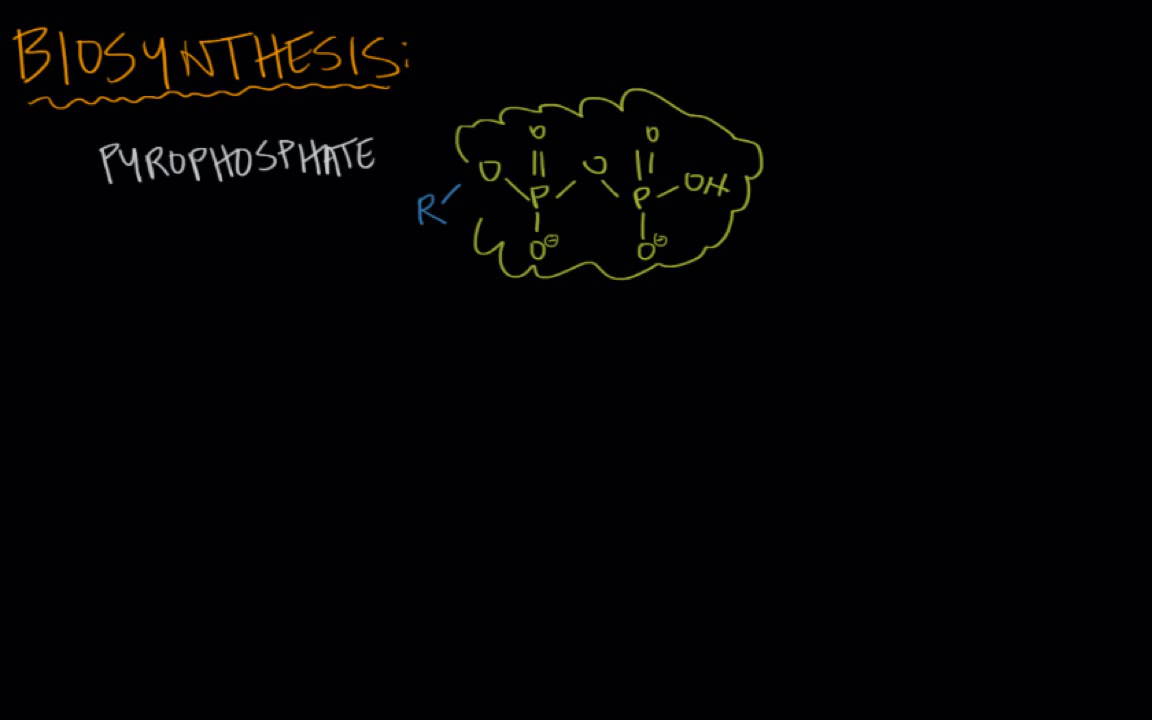 BIOSYNTHESIS:
PYROPHOSPHATE
O O
R O P O P OH
O⊖ O⊖